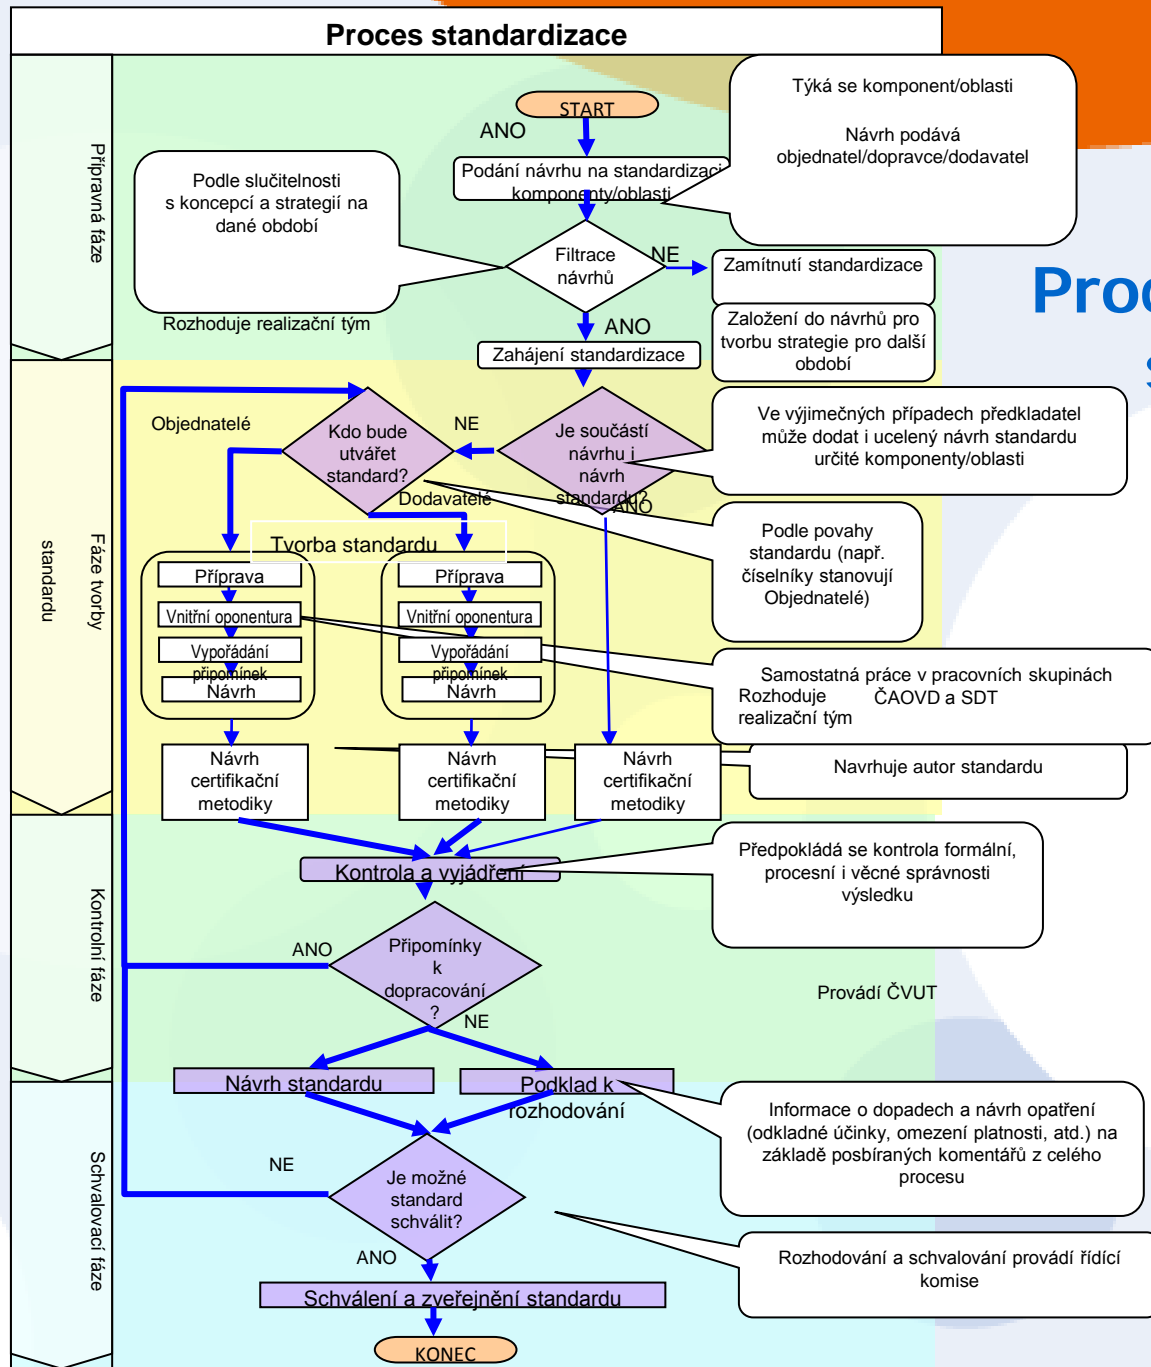 Proces standardizace
Přípravná fáze
START
ANO
Týká se komponent/oblasti
Návrh podává
objednatel/dopravce/dodavatel
Podání návrhu na standardizaci
komponenty/oblasti
Podle slučitelnosti
s koncepcí a strategií na
dané období
Filtrace
návrhů
NE
Zamítnutí standardizace
Rozhoduje realizační tým
ANO
Založení do návrhů pro
tvorbu strategie pro další
období
Zahájení standardizace
Fáze tvorby
standardu
Objednatelé
Kdo bude
utvářet
standard?
NE
Je součástí
návrhu i
návrh
standardu?
ANO
Ve výjimečných případech předkladatel
může dodat i ucelený návrh standardu
určité komponenty/oblasti
Dodavatelé
Podle povahy
standardu (např.
číselníky stanovují
Objednatelé)
Tvorba standardu
Příprava
Vnitřní oponentura
Vypořádání
připomínek
Návrh
Příprava
Vnitřní oponentura
Vypořádání
připomínek
Návrh
Samostatná práce v pracovních skupinách
ČAOVD a SDT
Rozhoduje
realizační tým
Návrh
certifikační
metodiky
Návrh
certifikační
metodiky
Návrh
certifikační
metodiky
Navrhuje autor standardu
Kontrolní fáze
Kontrola a vyjádření
Předpokládá se kontrola formální,
procesní i věcné správnosti
výsledku
ANO
Připomínky
k
dopracování
?
NE
Provádí ČVUT
Návrh standardu
Podklad k
rozhodování
Schvalovací fáze
Informace o dopadech a návrh opatření
(odkladné účinky, omezení platnosti, atd.) na
základě posbíraných komentářů z celého
procesu
NE
Je možné
standard
schválit?
ANO
Rozhodování a schvalování provádí řídící
komise
Schválení a zveřejnění standardu
KONEC